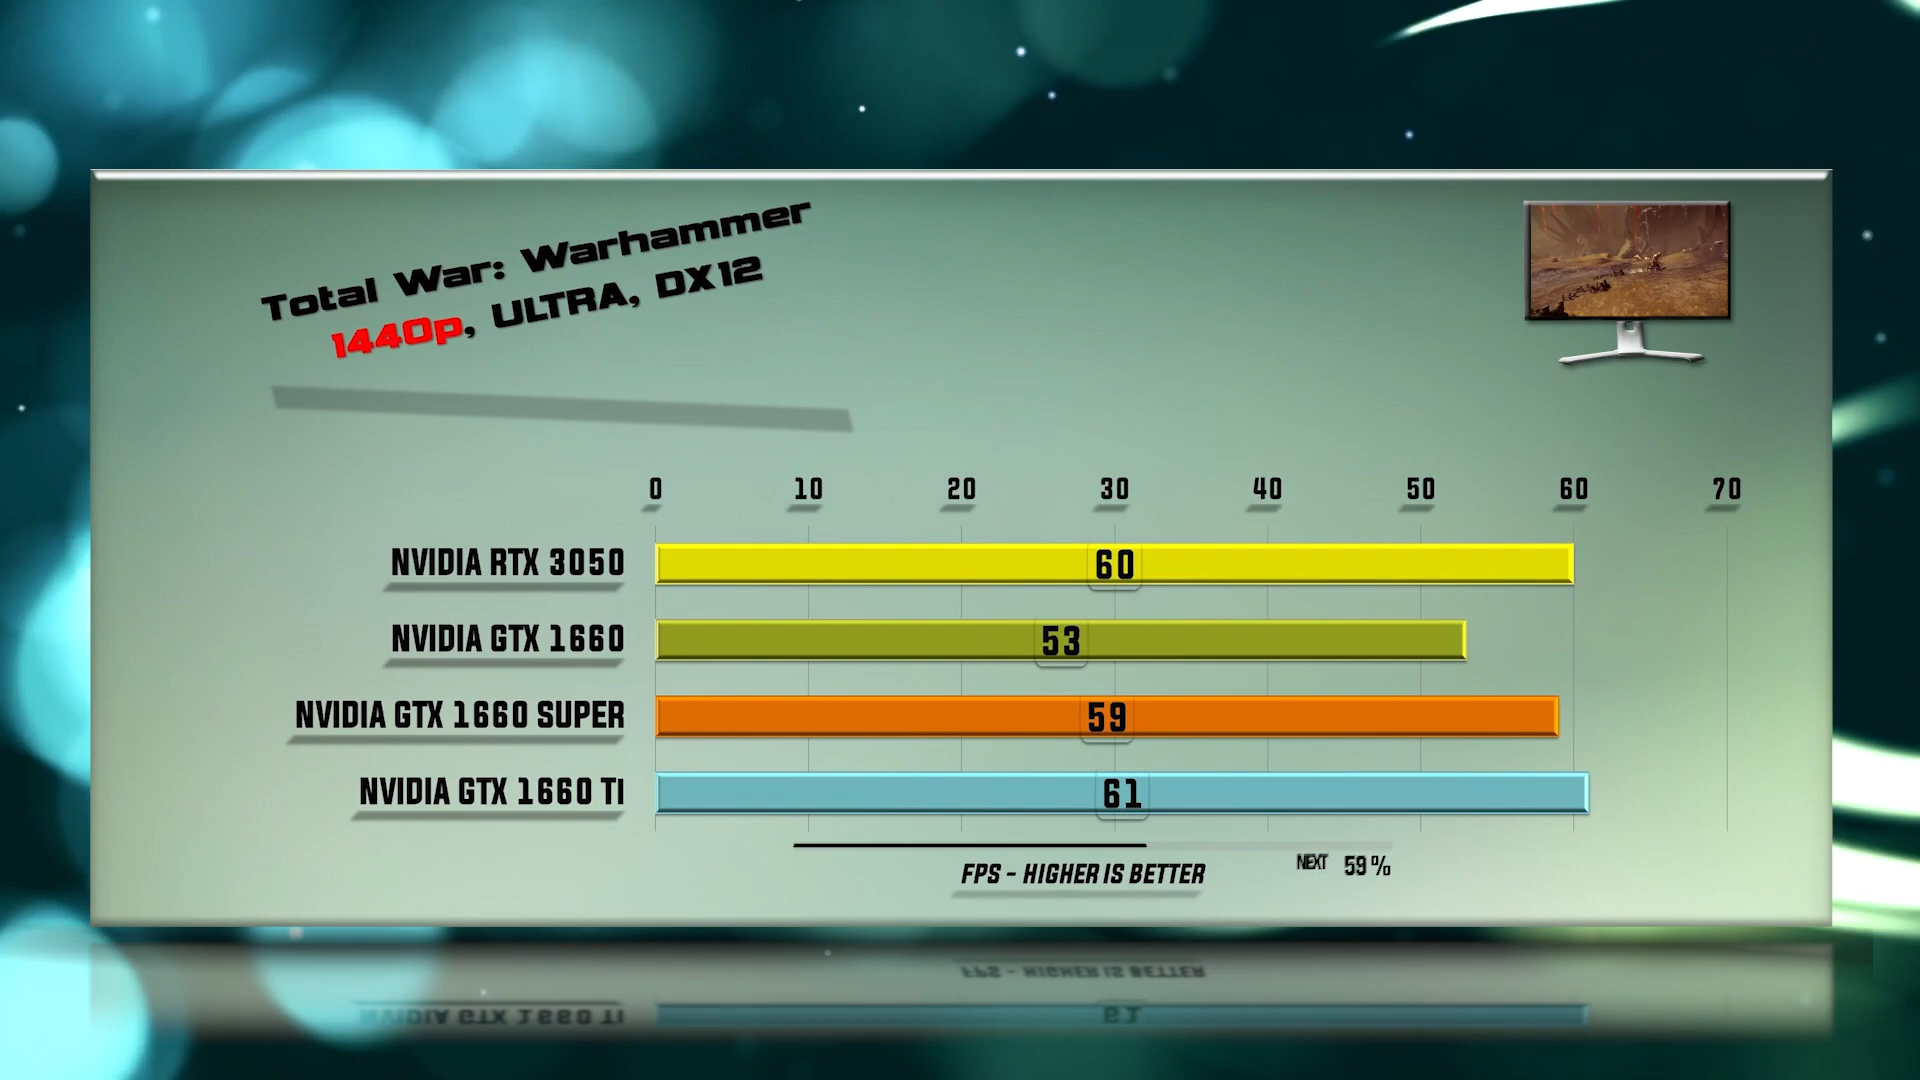 Total War: Warhammer
1440p, ULTRA, DX12
0 10 20 30 40 50 60 70
NVIDIA RTX 3050 60
NVIDIA GTX 1660 53
NVIDIA GTX 1660 SUPER 59
NVIDIA GTX 1660 TI 61
FPS - HIGHER IS BETTER
NEXT 59%